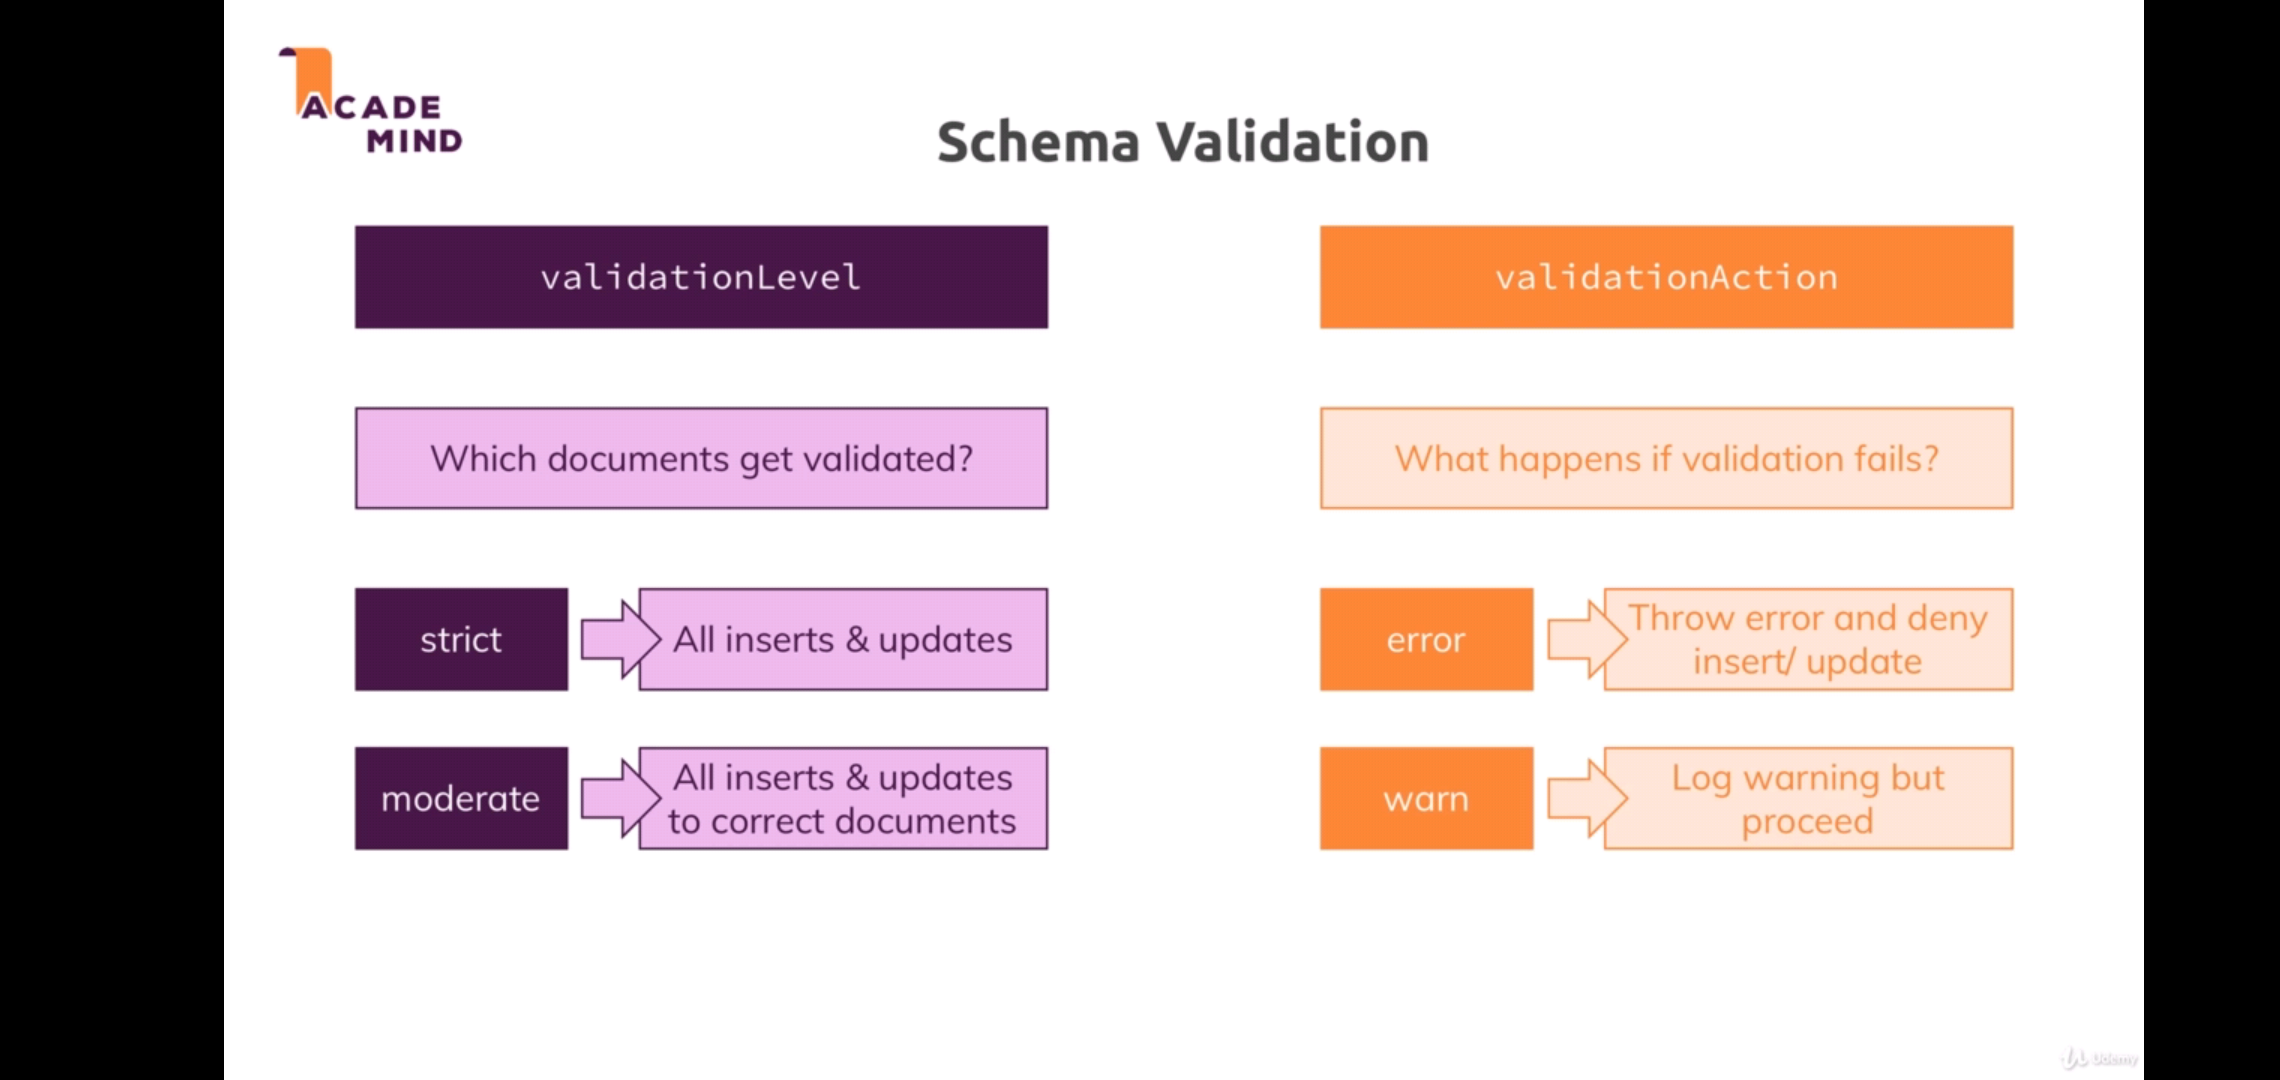 ACADE
MIND
Schema Validation
validationLevel
validationAction
Which documents get validated?
What happens if validation fails?
strict
All inserts & updates
error
Throw error and deny
insert/ update
moderate
All inserts & updates
to correct documents
warn
Log warning but
proceed
Udemy